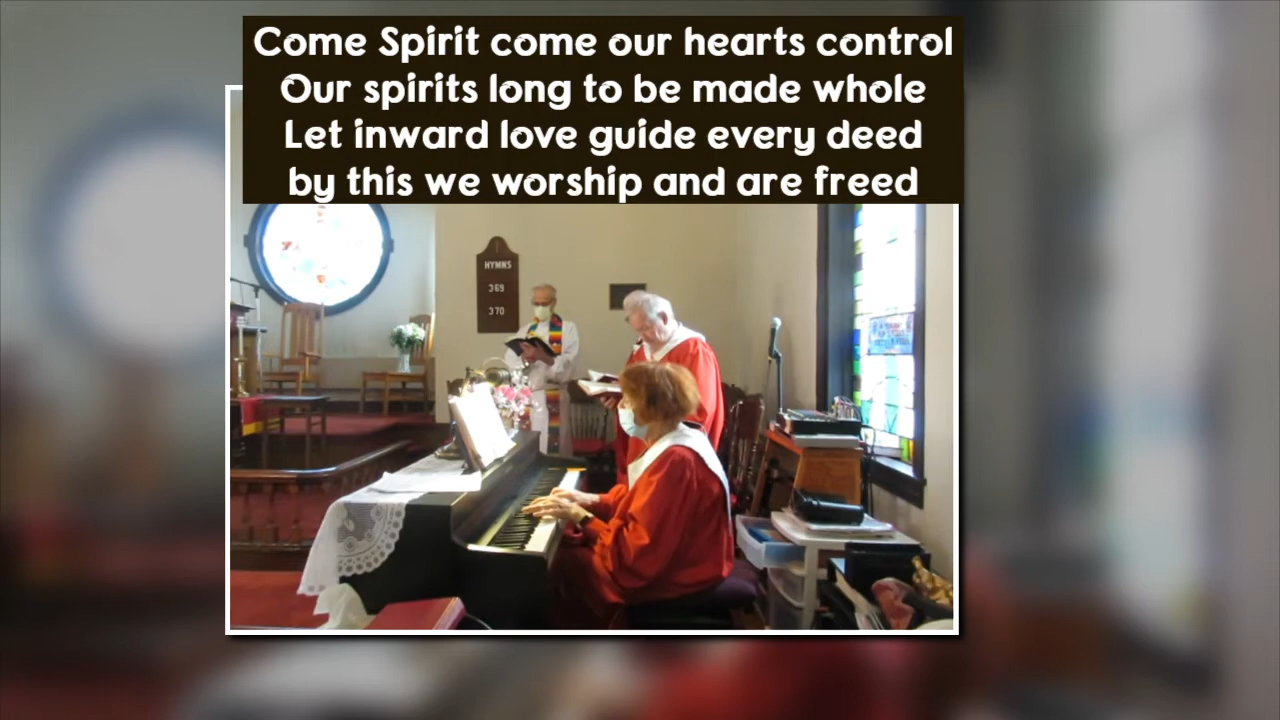 Come Spirit come our hearts control
Our spirits long to be made whole
Let inward love guide every deed
by this we worship and are freed
HYMNS
369
370